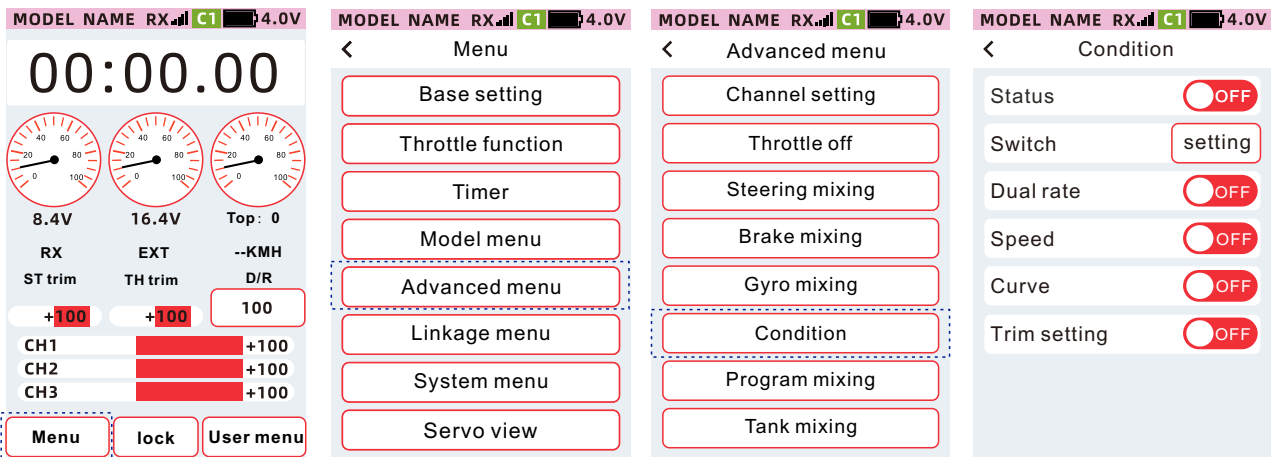 MODEL NAME RX C1 4.0V
00:00.00
40 60
20 80
0 100
40 60
20 80
0 100
40 60
20 80
0 100
8.4V 16.4V Top: 0
RX EXT --KMH
ST trim TH trim D/R
+100 +100 100
CH1 +100
CH2 +100
CH3 +100
Menu lock User menu
MODEL NAME RX C1 4.0V
< Menu
Base setting
Throttle function
Timer
Model menu
Advanced menu
Linkage menu
System menu
Servo view
MODEL NAME RX C1 4.0V
< Advanced menu
Channel setting
Throttle off
Steering mixing
Brake mixing
Gyro mixing
Condition
Program mixing
Tank mixing
MODEL NAME RX C1 4.0V
< Condition
Status OFF
Switch setting
Dual rate OFF
Speed OFF
Curve OFF
Trim setting OFF